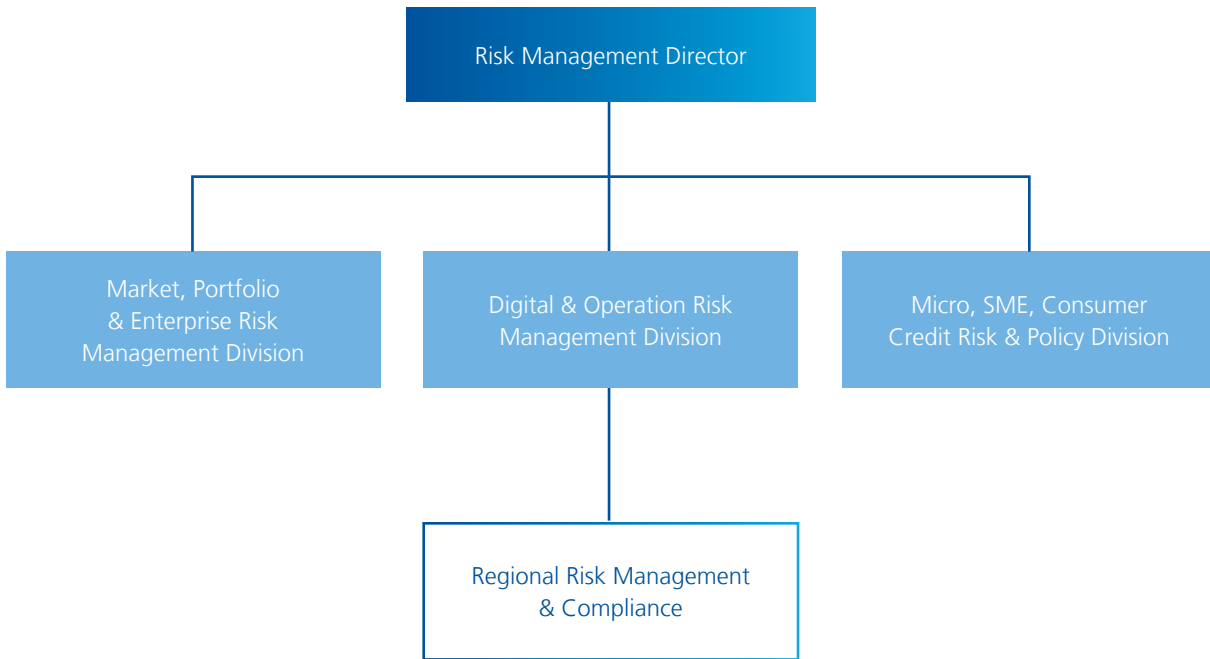 Risk Management Director
Market, Portfolio
& Enterprise Risk
Management Division
Digital & Operation Risk
Management Division
Micro, SME, Consumer
Credit Risk & Policy Division
Regional Risk Management
& Compliance